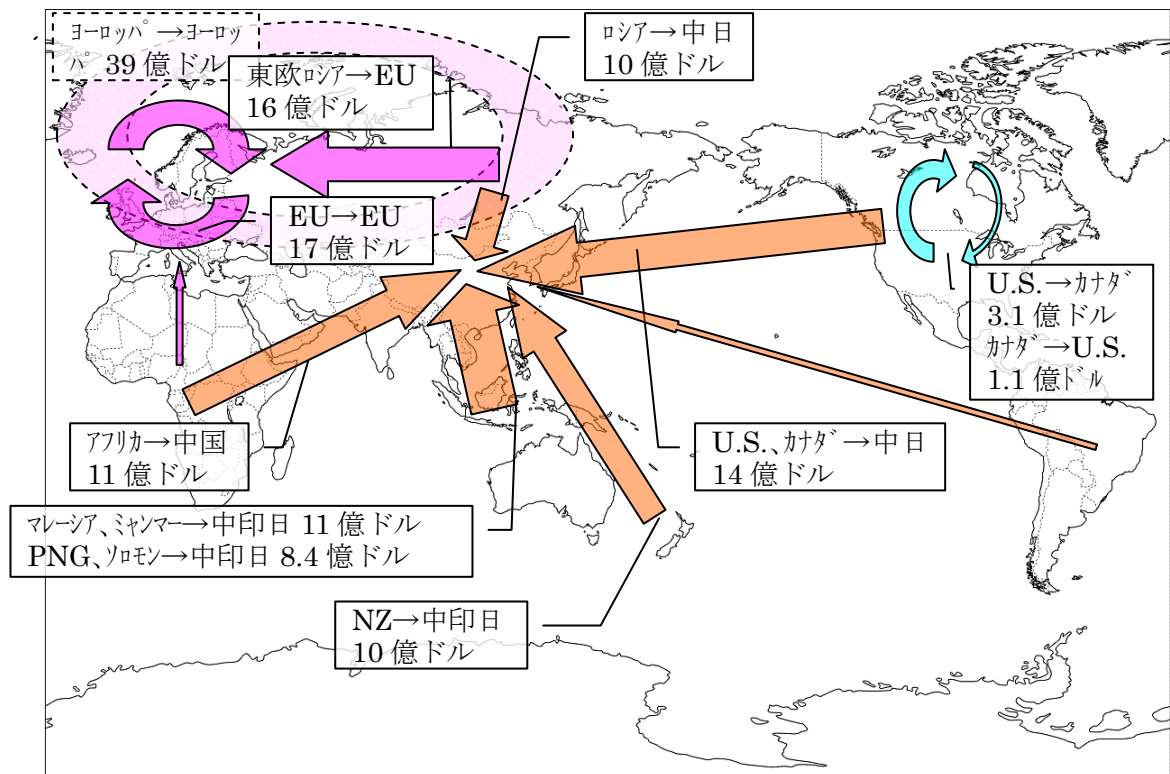 ﾖｰﾛｯﾊﾟ→ﾖｰﾛｯ
ﾊﾟ 39 億ドル
東欧ﾛｼｱ→EU
16 億ドル
ﾛｼｱ→中日
10 億ドル
EU→EU
17 億ドル
U.S.→ｶﾅﾀﾞ
3.1 億ドル
ｶﾅﾀﾞ→U.S.
1.1 億ﾄﾞﾙ
ｱﾌﾘｶ→中国
11 億ドル
U.S.、ｶﾅﾀﾞ→中日
14 億ドル
ﾏﾚｰｼｱ、ﾐｬﾝﾏｰ→中印日 11 億ドル
PNG、ｿﾛﾓﾝ→中印日 8.4 憶ドル
NZ→中印日
10 億ドル